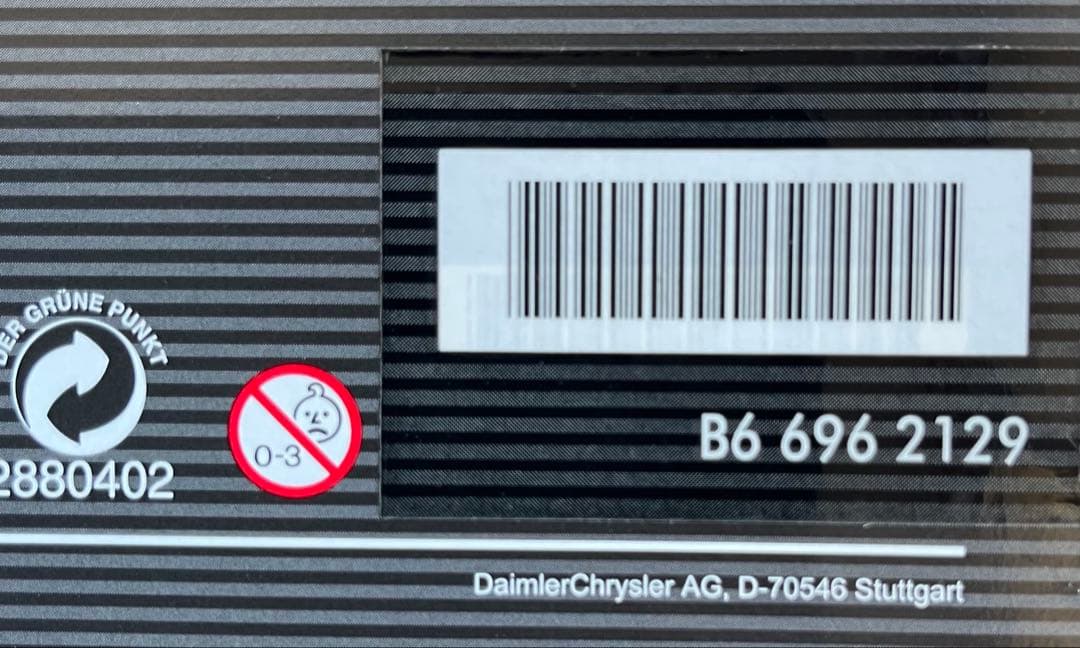 DER GRÜNE PUNKT
0-3
B6 696 2129
2880402
DaimlerChrysler AG, D-70546 Stuttgart